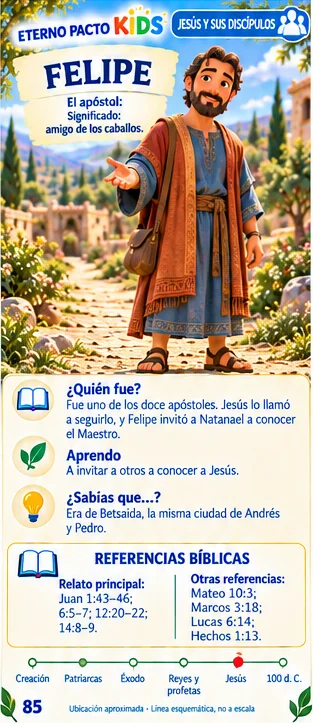 ETERNO PACTO KIDS
JESÚS Y SUS DISCÍPULOS
FELIPE
El apóstol:
Significado:
amigo de los caballos.
¿Quién fue?
Fue uno de los doce apóstoles. Jesús lo llamó
a seguirlo, y Felipe invitó a Natanael a conocer
el Maestro.
Aprendo
A invitar a otros a conocer a Jesús.
¿Sabías que...?
Era de Betsaida, la misma ciudad de Andrés
y Pedro.
REFERENCIAS BÍBLICAS
Relato principal:
Juan 1:43–46;
6:5–7; 12:20–22;
14:8–9.
Otras referencias:
Mateo 10:3;
Marcos 3:18;
Lucas 6:14;
Hechos 1:13.
Creación
Patriarcas
Éxodo
Reyes y
profetas
Jesús
100 d. C.
85
Ubicación aproximada • Línea esquemática, no a escala